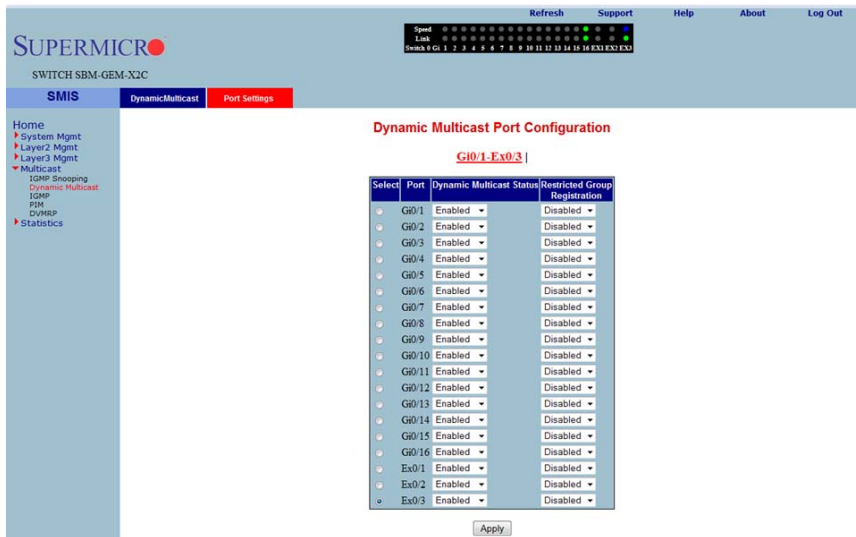 Refresh Support Help About Log Out
SUPERMICRO
SWITCH SBM-GEM-X2C
Speed
Link
Switch 0 Gi 1 2 3 4 5 6 7 8 9 10 11 12 13 14 15 16 EX1 EX2 EX3
SMIS
DynamicMulticast
Port Settings
Home
System Mgmt
Layer2 Mgmt
Layer3 Mgmt
Multicast
IGMP Snooping
Dynamic Multicast
IGMP
PIM
DVMRP
Statistics
Dynamic Multicast Port Configuration
Gi0/1-Ex0/3 |
Select Port Dynamic Multicast Status Restricted Group Registration
Gi0/1 Enabled Disabled
Gi0/2 Enabled Disabled
Gi0/3 Enabled Disabled
Gi0/4 Enabled Disabled
Gi0/5 Enabled Disabled
Gi0/6 Enabled Disabled
Gi0/7 Enabled Disabled
Gi0/8 Enabled Disabled
Gi0/9 Enabled Disabled
Gi0/10 Enabled Disabled
Gi0/11 Enabled Disabled
Gi0/12 Enabled Disabled
Gi0/13 Enabled Disabled
Gi0/14 Enabled Disabled
Gi0/15 Enabled Disabled
Gi0/16 Enabled Disabled
Ex0/1 Enabled Disabled
Ex0/2 Enabled Disabled
Ex0/3 Enabled Disabled
Apply